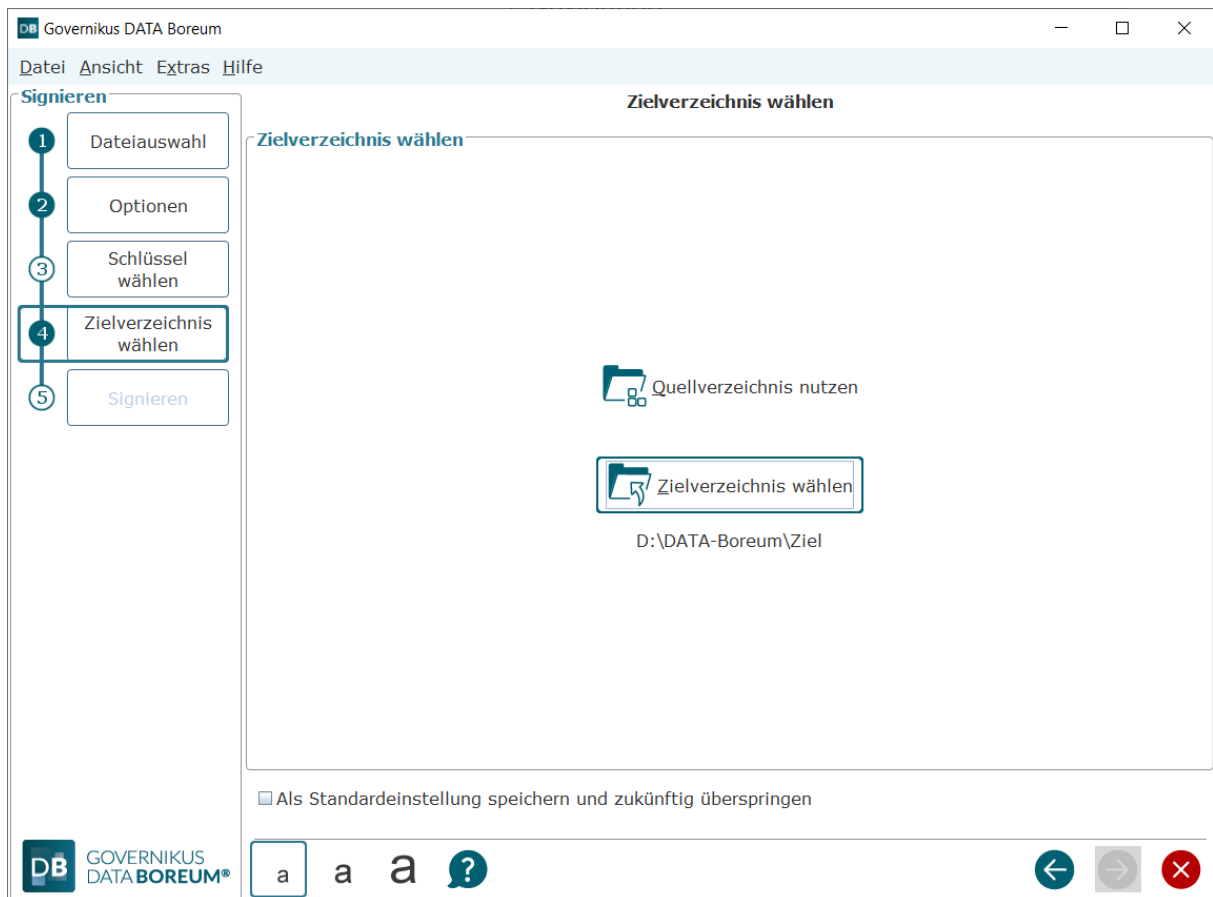 DB Governikus DATA Boreum
Datei Ansicht Extras Hilfe
Signieren
1 Dateiauswahl
2 Optionen
3 Schlüssel
wählen
4 Zielverzeichnis
wählen
5 Signieren
Zielverzeichnis wählen
Zielverzeichnis wählen
Quellverzeichnis nutzen
Zielverzeichnis wählen
D:\DATA-Boreum\Ziel
Als Standardeinstellung speichern und zukünftig überspringen
DB GOVERNIKUS
DATA BOREUM®
a a a ?